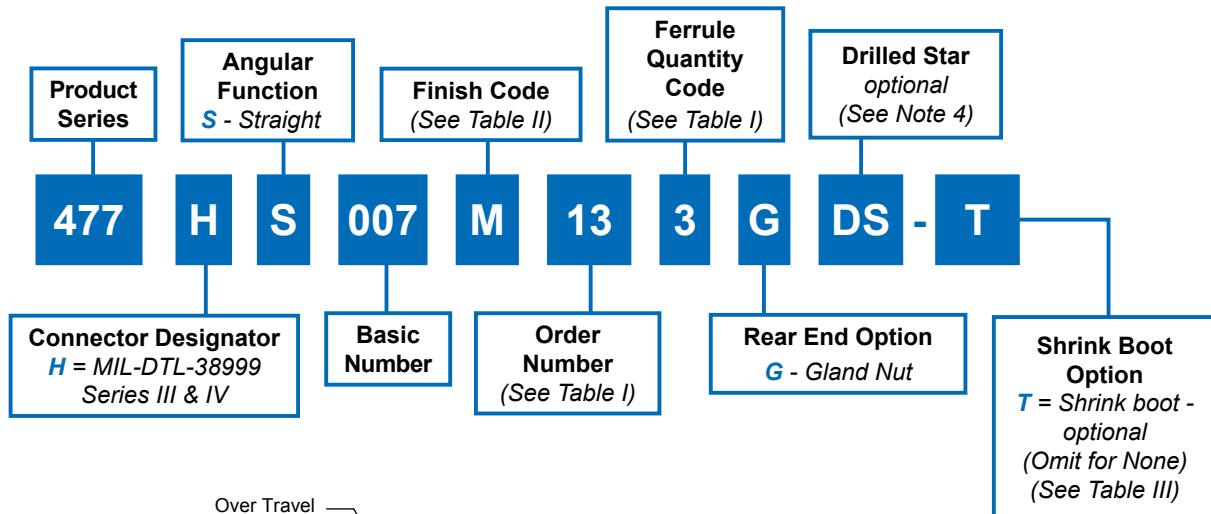 Product
Series
Angular
Function
S - Straight
Finish Code
(See Table II)
Ferrule
Quantity
Code
(See Table I)
Drilled Star
optional
(See Note 4)
477 H S 007 M 13 3 G DS - T
Connector Designator
H = MIL-DTL-38999
Series III & IV
Basic
Number
Order
Number
(See Table I)
Rear End Option
G - Gland Nut
Shrink Boot
Option
T = Shrink boot -
optional
(Omit for None)
(See Table III)
Over Travel